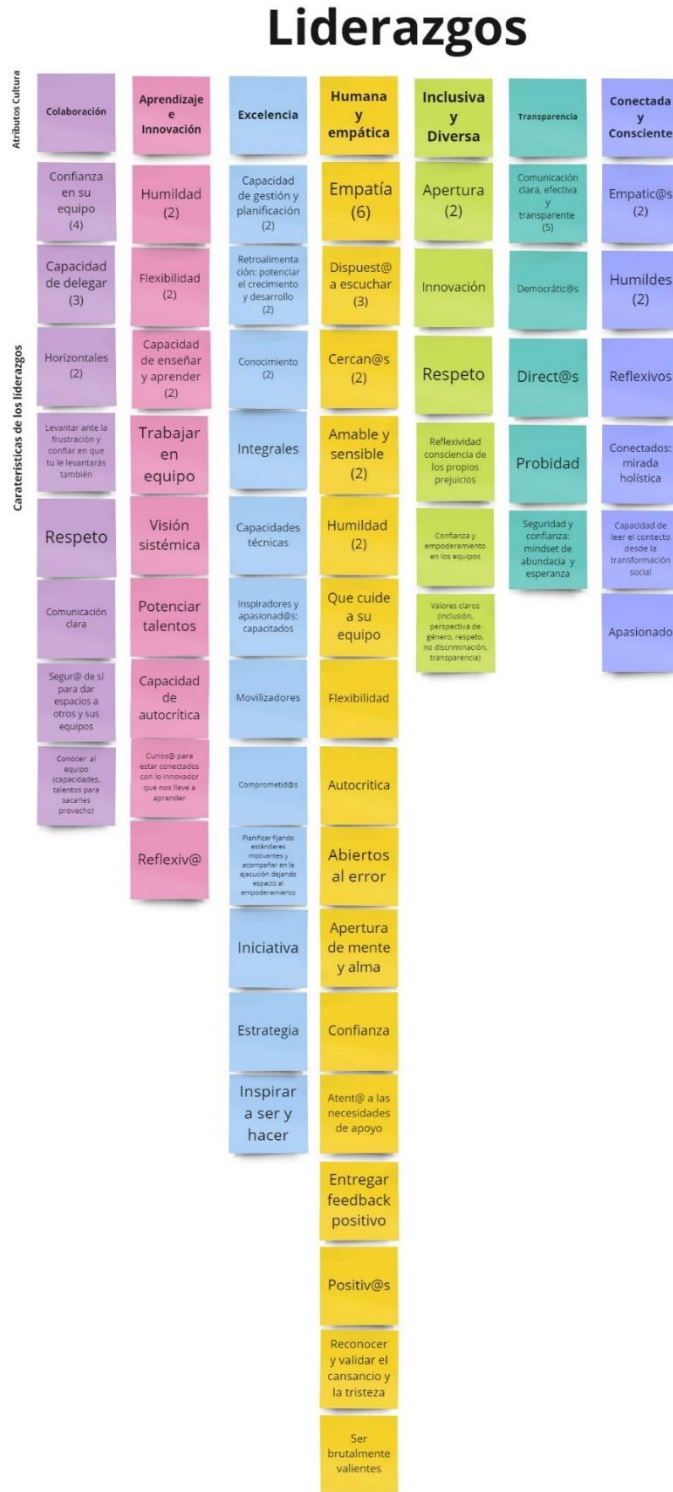 Liderazgos
Atributos Cultura
Colaboración
Aprendizaje
e
Innovación
Excelencia
Humana
y
empática
Inclusiva
y
Diversa
Transparencia
Conectada
y
Consciente
Caraterísticas de los liderazgos
Confianza
en su
equipo
(4)
Capacidad
de delegar
(3)
Horizontales
(2)
Levantar ante la
frustración y
confiar en que
tu le levantarás
también
Respeto
Comunicación
clara
Segur@ de sí
para dar
espacios a
otros y sus
equipos
Conocer al
equipo
(capacidades,
talentos para
sacarles
provecho)
Humildad
(2)
Flexibilidad
(2)
Capacidad
de enseñar
y aprender
(2)
Trabajar
en
equipo
Visión
sistémica
Potenciar
talentos
Capacidad
de
autocrítica
Curios@ para
estar conectados
con lo innovador
que nos lleve a
aprender
Reflexiv@
Capacidad
de gestión y
planificación
(2)
Retroalimenta
ción: potenciar
el crecimiento
y desarrollo
(2)
Conocimiento
(2)
Integrales
Capacidades
técnicas
Inspiradores y
apasionad@s:
capacitados
Movilizadores
Comprometid@s
Planificar fijando
estándares
motivantes y
acompañar en la
ejecución dejando
espacio al
empoderamiento
Iniciativa
Estrategia
Inspirar
a ser y
hacer
Empatía
(6)
Dispuest@
a escuchar
(3)
Cercan@s
(2)
Amable y
sensible
(2)
Humildad
(2)
Que cuide
a su
equipo
Flexibilidad
Autocritica
Abiertos
al error
Apertura
de mente
y alma
Confianza
Atent@ a las
necesidades
de apoyo
Entregar
feedback
positivo
Positiv@s
Reconocer
y validar el
cansancio y
la tristeza
Ser
brutalmente
valientes
Apertura
(2)
Innovación
Respeto
Reflexividad
consciencia de
los propios
prejuicios
Confianza y
empoderamiento
en los equipos
Valores claros
(inclusión,
perspectiva de
género, respeto,
no discriminación,
transparencia)
Comunicación
clara, efectiva
y
transparente
(5)
Democrátic@s
Direct@s
Probidad
Seguridad y
confianza:
mindset de
abundacia y
esperanza
Empatic@s
(2)
Humildes
(2)
Reflexivos
Conectados:
mirada
holística
Capacidad de
leer el contecto
desde la
transformación
social
Apasionado